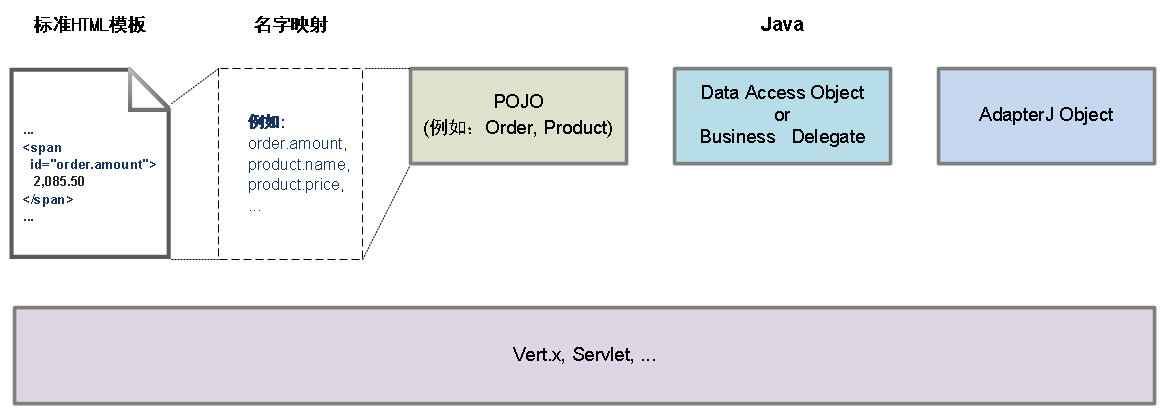 标准HTML模板
名字映射
Java
...
<span
id="order.amount">
2,085.50
</span>
...
例如:
order.amount,
product.name,
product.price,
...
POJO
(例如：Order, Product)
Data Access Object
or
Business Delegate
AdapterJ Object
Vert.x, Servlet, ...